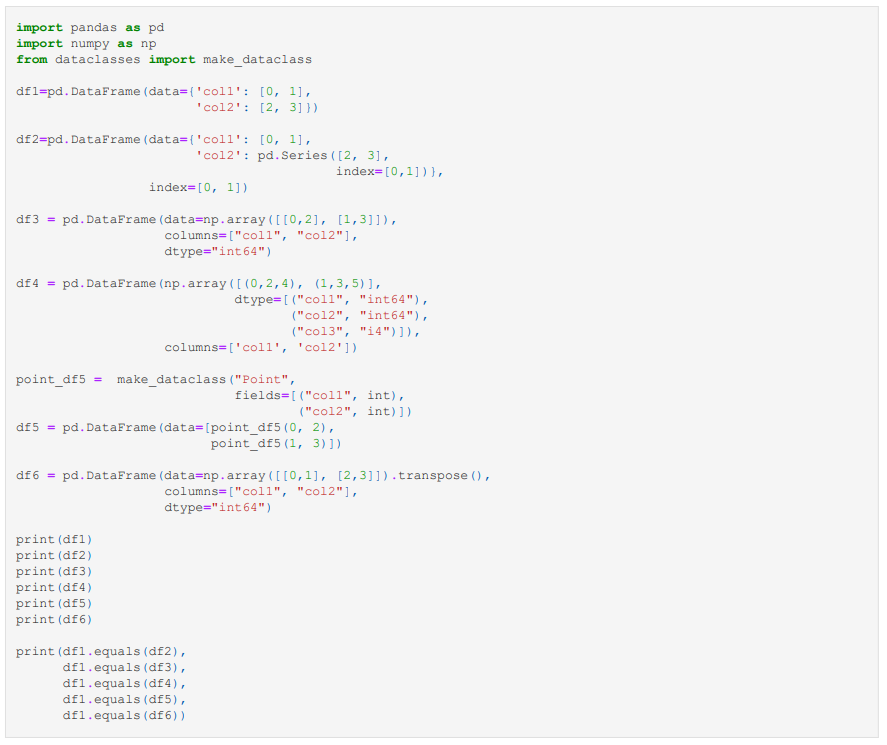 import pandas as pd
import numpy as np
from dataclasses import make_dataclass

df1=pd.DataFrame(data={'col1': [0, 1],
                       'col2': [2, 3]})

df2=pd.DataFrame(data={'col1': [0, 1],
                       'col2': pd.Series([2, 3],
                                         index=[0,1])},
                 index=[0, 1])

df3 = pd.DataFrame(data=np.array([[0,2], [1,3]]),
                   columns=["col1", "col2"],
                   dtype="int64")

df4 = pd.DataFrame(np.array([(0,2,4), (1,3,5)],
                            dtype=[("col1", "int64"),
                                   ("col2", "int64"),
                                   ("col3", "i4")]),
                   columns=['col1', 'col2'])

point_df5 =  make_dataclass("Point",
                            fields=[("col1", int),
                                    ("col2", int)])
df5 = pd.DataFrame(data=[point_df5(0, 2),
                         point_df5(1, 3)])

df6 = pd.DataFrame(data=np.array([[0,1], [2,3]]).transpose(),
                   columns=["col1", "col2"],
                   dtype="int64")

print(df1)
print(df2)
print(df3)
print(df4)
print(df5)
print(df6)

print(df1.equals(df2),
      df1.equals(df3),
      df1.equals(df4),
      df1.equals(df5),
      df1.equals(df6))